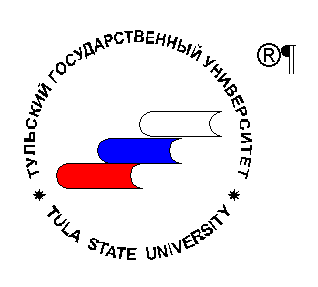 ТУЛЬСКИЙ ГОСУДАРСТВЕННЫЙ УНИВЕРСИТЕТ
®¶
* TULA STATE UNIVERSITY *